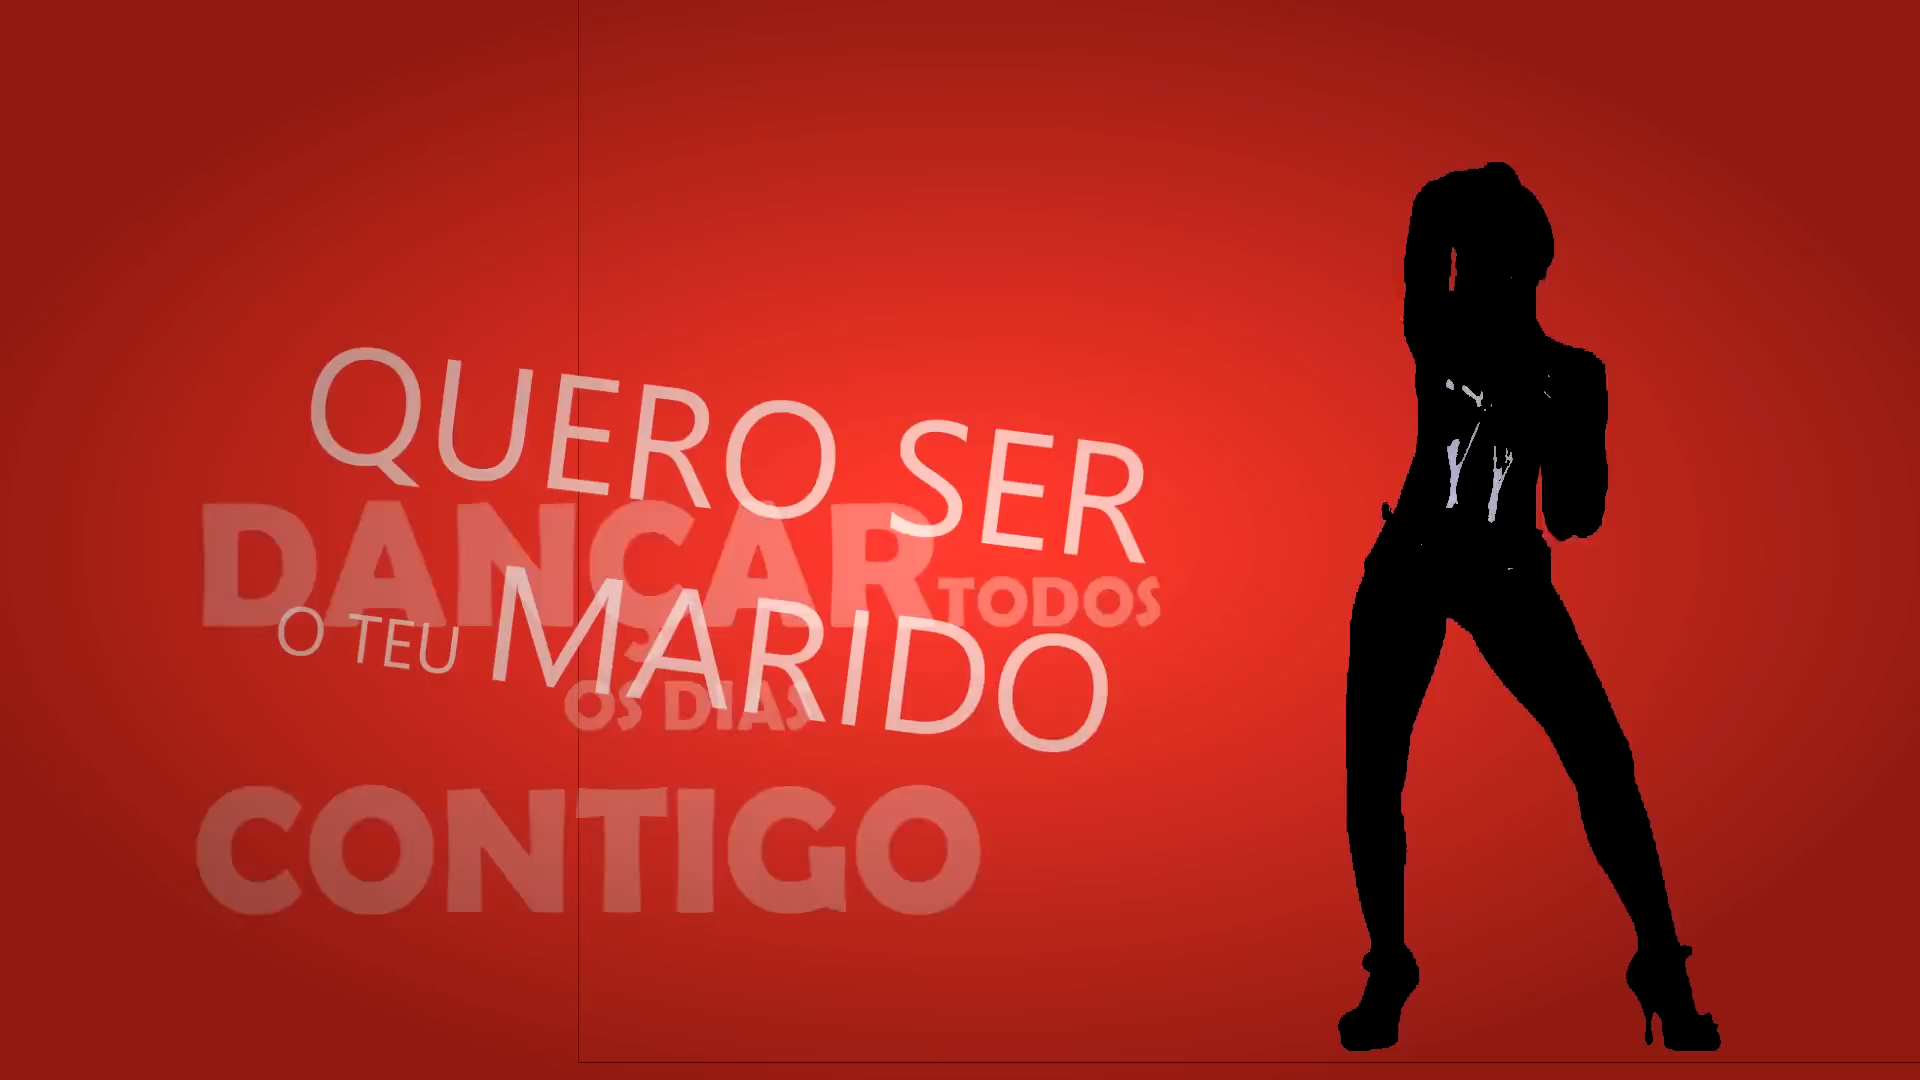 QUERO SER
O TEU MARIDO
DANÇAR TODOS
OS DIAS
CONTIGO